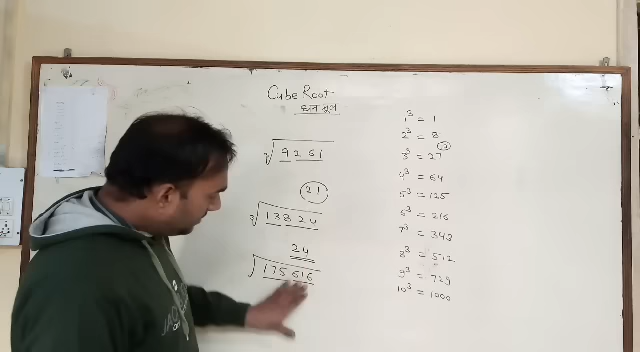 Cube Root
घन मूल
∛9261
21
∛13824
24
√175616
1³ = 1
2³ = 8
3³ = 27
4³ = 64
5³ = 125
6³ = 216
7³ = 343
8³ = 512
9³ = 729
10³ = 1000